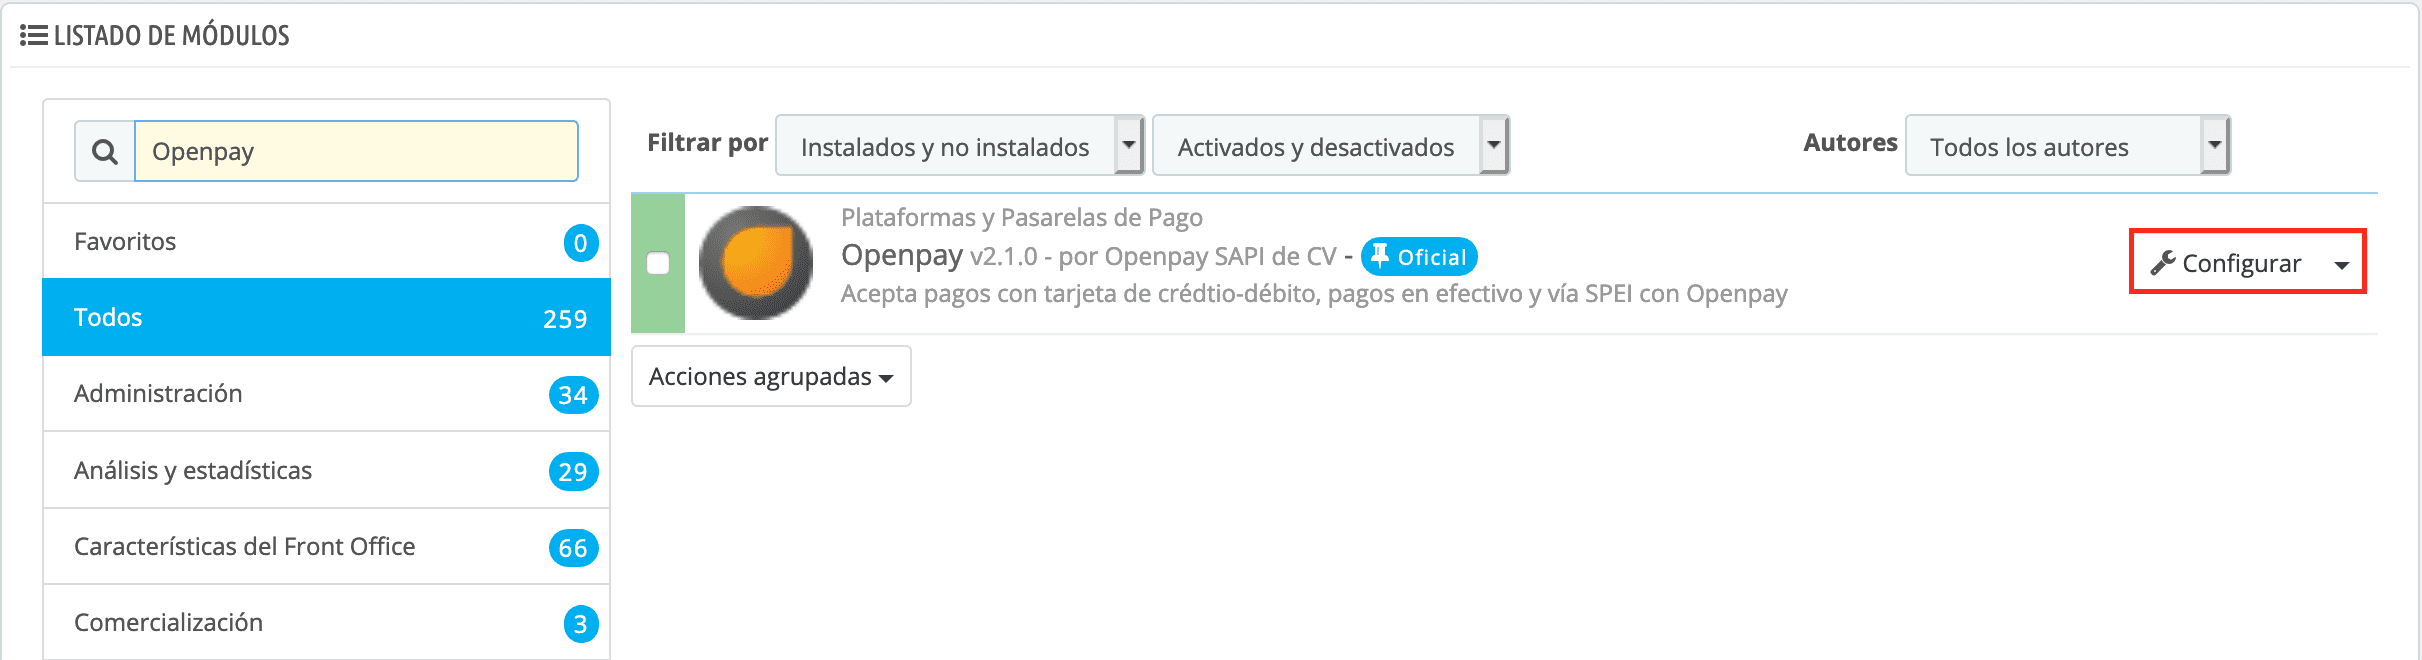 LISTADO DE MÓDULOS
Openpay
Favoritos 0
Todos 259
Administración 34
Análisis y estadísticas 29
Características del Front Office 66
Comercialización 3
Filtrar por Instalados y no instalados Activados y desactivados Autores Todos los autores
Plataformas y Pasarelas de Pago
Openpay v2.1.0 - por Openpay SAPI de CV - Oficial
Acepta pagos con tarjeta de crédtio-débito, pagos en efectivo y vía SPEI con Openpay
Configurar
Acciones agrupadas